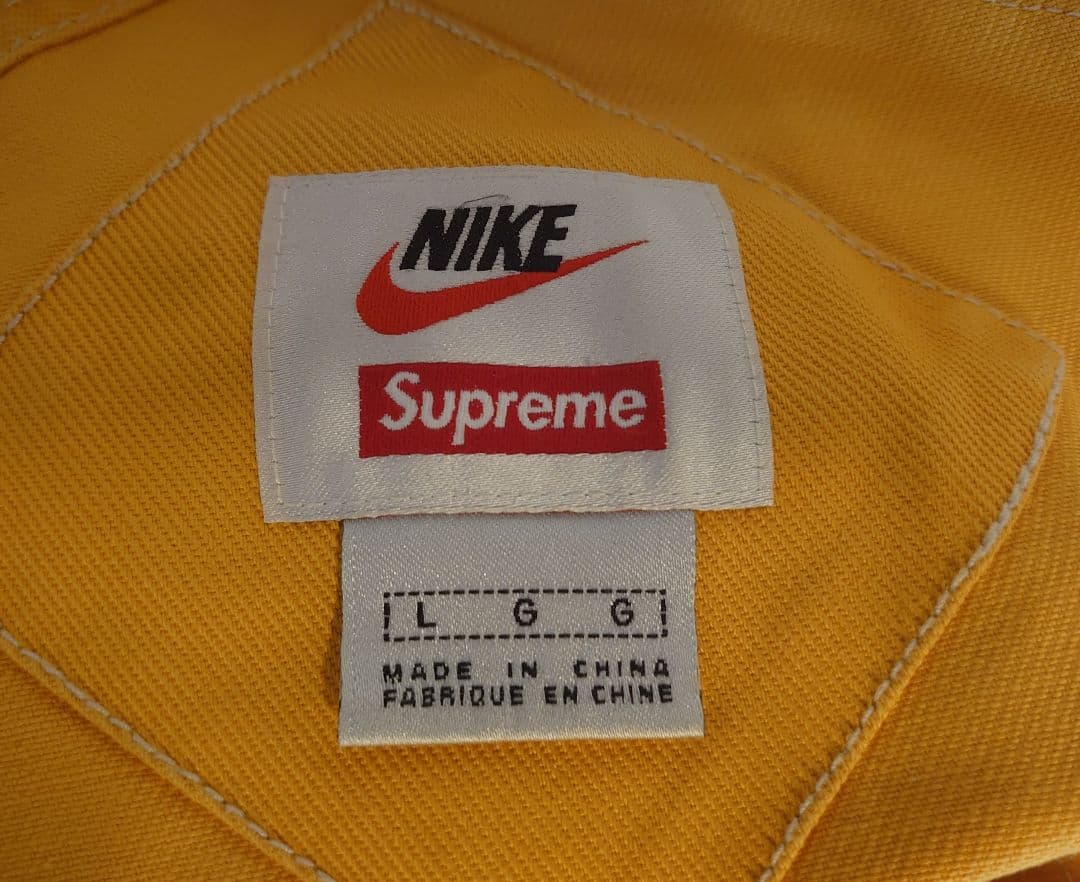 NIKE
Supreme
L G G
MADE IN CHINA
FABRIQUE EN CHINE